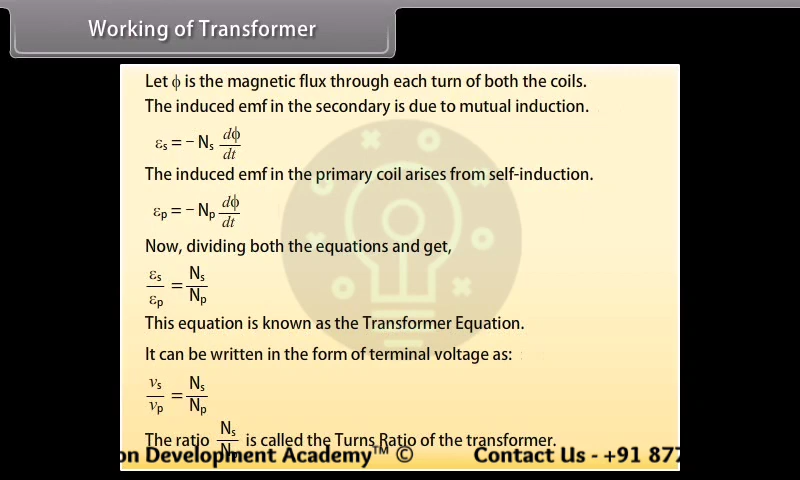 Working of Transformer
Let ϕ is the magnetic flux through each turn of both the coils.
The induced emf in the secondary is due to mutual induction.
εs = − Ns dϕ/dt
The induced emf in the primary coil arises from self-induction.
εp = − Np dϕ/dt
Now, dividing both the equations and get,
εs/εp = Ns/Np
This equation is known as the Transformer Equation.
It can be written in the form of terminal voltage as:
vs/vp = Ns/Np
The ratio Ns/Np is called the Turns Ratio of the transformer.
on Development Academy™ © Contact Us - +91 877